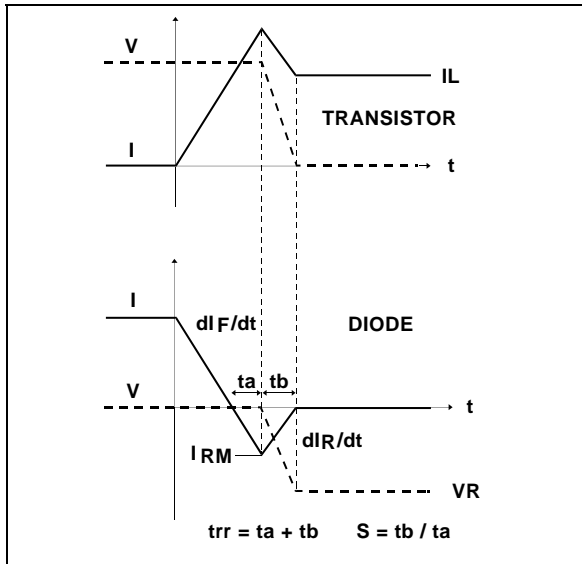 V
IL
TRANSISTOR
I
t
I
dIF/dt
DIODE
ta
tb
V
t
IRM
dIR/dt
VR
trr = ta + tb S = tb / ta